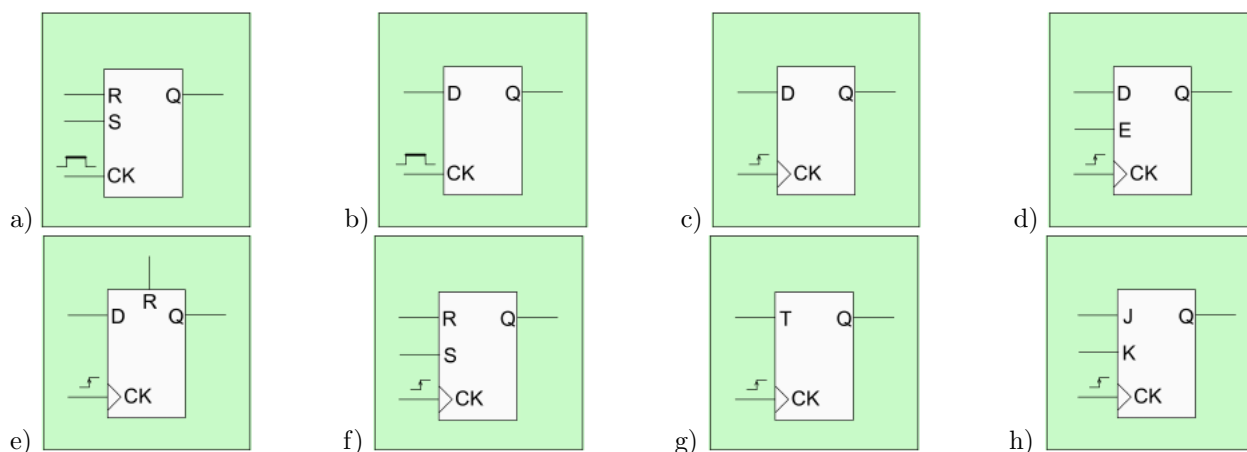 R Q D Q D Q D Q
S E
CK CK CK CK
a) b) c) d)
R
D Q R Q T Q J Q
S K
CK CK CK CK
e) f) g) h)